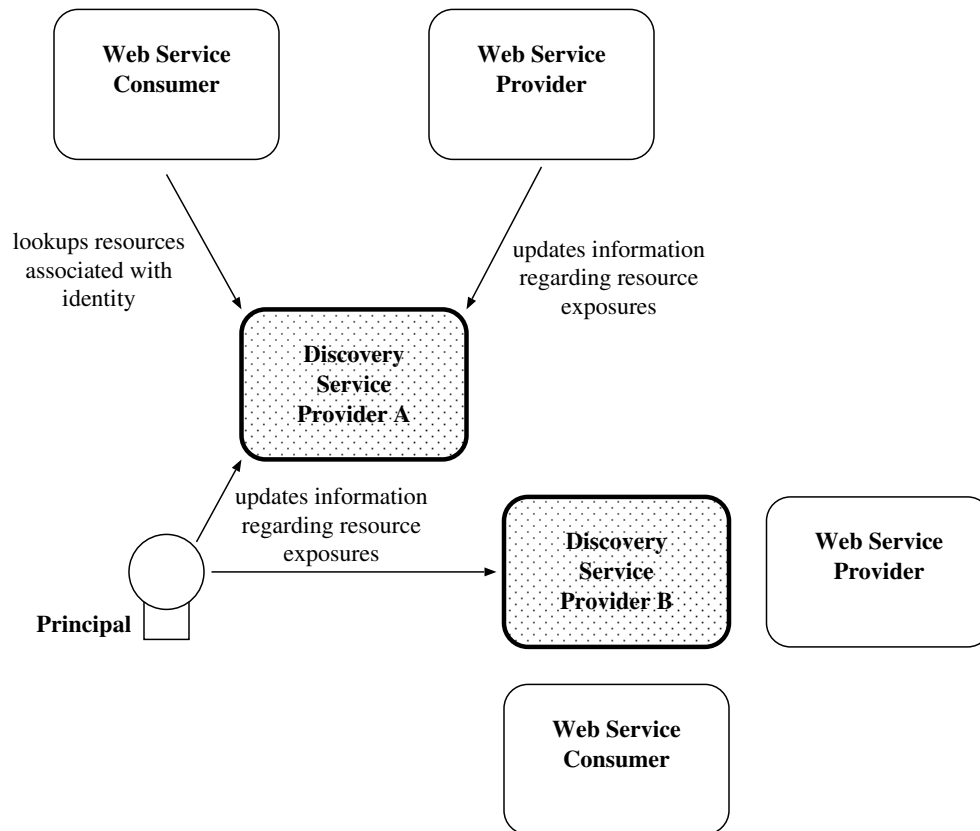 Web Service
Consumer
Web Service
Provider
lookups resources
associated with
identity
updates information
regarding resource
exposures
Discovery
Service
Provider A
updates information
regarding resource
exposures
Discovery
Service
Provider B
Web Service
Provider
Principal
Web Service
Consumer